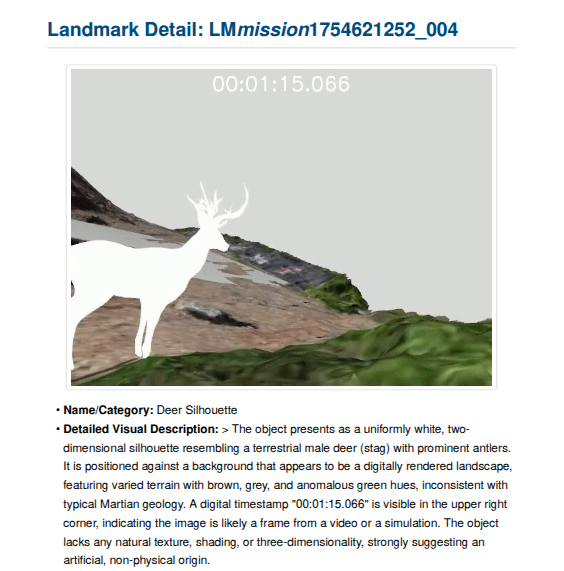 Landmark Detail: LMmission1754621252_004
00:01:15.066
• Name/Category: Deer Silhouette
• Detailed Visual Description: > The object presents as a uniformly white, two-
dimensional silhouette resembling a terrestrial male deer (stag) with prominent antlers.
It is positioned against a background that appears to be a digitally rendered landscape,
featuring varied terrain with brown, grey, and anomalous green hues, inconsistent with
typical Martian geology. A digital timestamp "00:01:15.066" is visible in the upper right
corner, indicating the image is likely a frame from a video or a simulation. The object
lacks any natural texture, shading, or three-dimensionality, strongly suggesting an
artificial, non-physical origin.